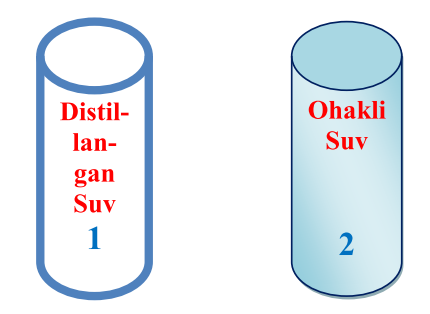 Distil-
lan-
gan
Suv
1
Ohakli
Suv
2